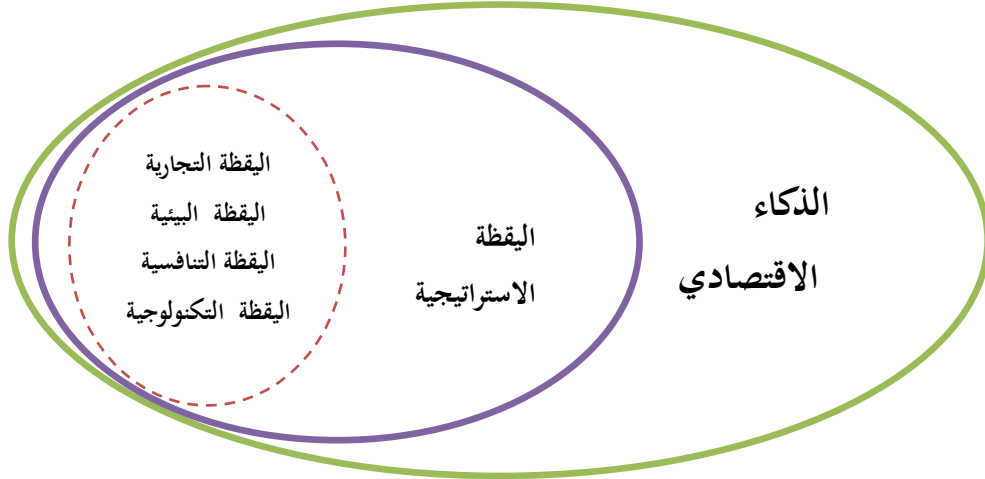 الذكاء
الاقتصادي
اليقظة
الاستراتيجية
اليقظة التجارية
اليقظة البيئية
اليقظة التنافسية
اليقظة التكنولوجية